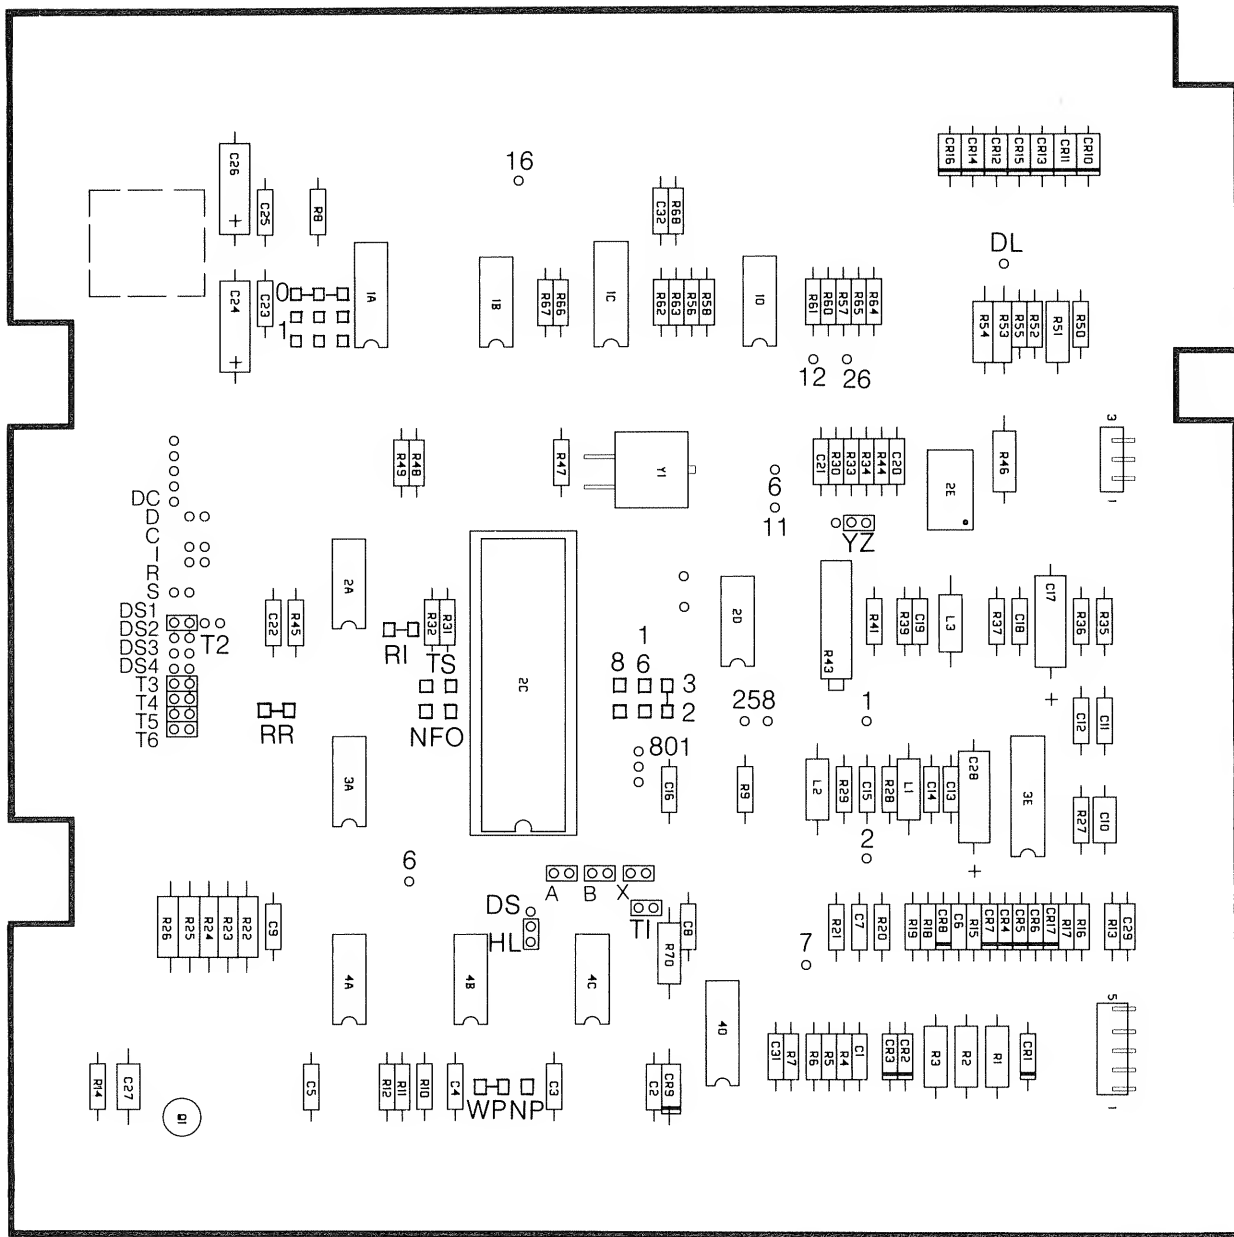 CR16 CR14 CR12 CR15 CR13 CR11 CR10
C26 + C25 R8
16
C32 R68
DL
C24 + C23
0
1
1A 1B R67 R66 1C R62 R63 R56 R58 1D R61 R60 R57 R65 R64
R54 R53 R55 R52 R51 R50
12 26
R49 R48 R47 Y1
6
11
C21 R30 R33 R34 R44 C20
2E R46
3
1
YZ
DC
D
C
I
R
S
DS1
DS2
DS3
DS4
T3
T4
T5
T6
T2
C22 R45
2A
RI
R32 R31
TS
NFO
2C
1
8 6
3
2
2D
R43 R41 R39 C19 L3 R37 C18 C17 + R36 R35
RR
258
1
801
C12 C11
3A
C16 R9 L2 R29 C15 R28 L1 C14 C13 C28 + 3E R27 C10
6
2
A B X
DS
HL
TI
R26 R25 R24 R23 R22 C9
R70 C8
7
R21 C7 R20 R19 R18 CR8 C6 R15 CR7 CR4 CR5 CR6 CR17 R17 R16 R13 C29
4A 4B 4C 4D
5
1
R14 C27 Q1 C5 R12 R11 R10 C4
WP NP
C3 C2 CR9
C31 R7 R6 R5 R4 C1 CR3 CR2 R3 R2 R1 CR1